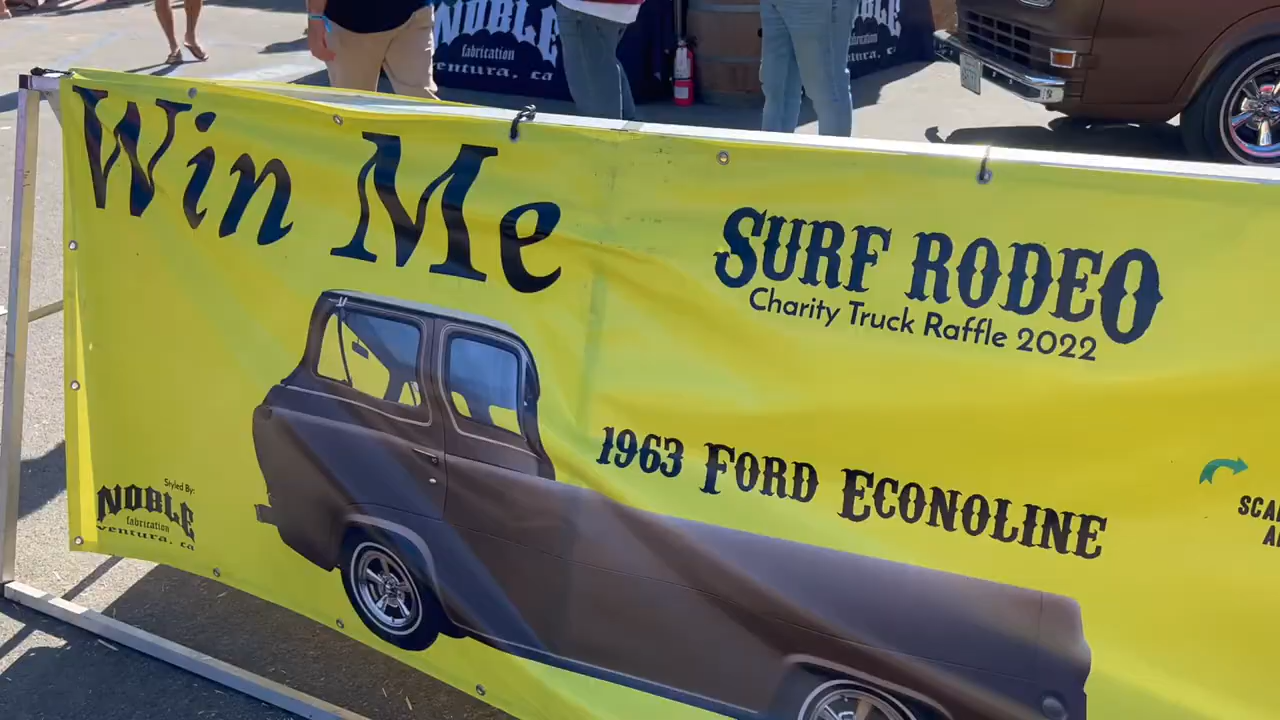 NOBLE
fabrication
ventura, ca
Win Me
SURF RODEO
Charity Truck Raffle 2022
1963 FORD ECONOLINE
Styled By:
NOBLE
fabrication
ventura, ca